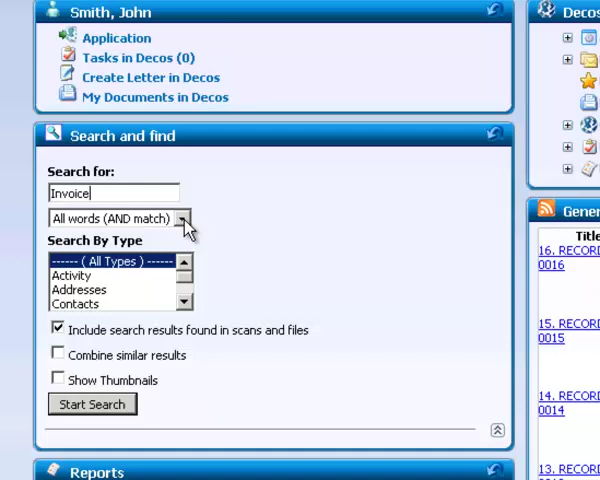 Smith, John
Application
Tasks in Decos (0)
Create Letter in Decos
My Documents in Decos
Search and find
Search for:
Invoice
All words (AND match)
Search By Type
------ ( All Types ) ------
Activity
Addresses
Contacts
Include search results found in scans and files
Combine similar results
Show Thumbnails
Start Search
Reports
Decos
Gener
Title
16. RECORD
0016
15. RECORD
0015
14. RECORD
0014
13. RECORD